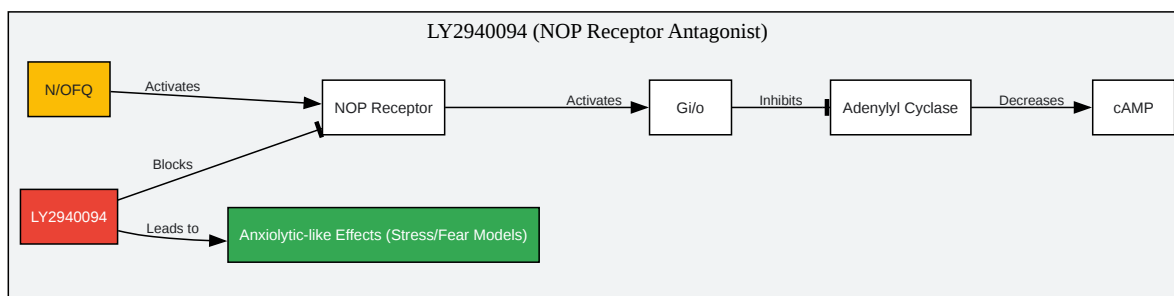 LY2940094 (NOP Receptor Antagonist)
N/OFQ
Activates
NOP Receptor
Activates
Gi/o
Inhibits
Adenylyl Cyclase
Decreases
cAMP
Blocks
LY2940094
Leads to
Anxiolytic-like Effects (Stress/Fear Models)